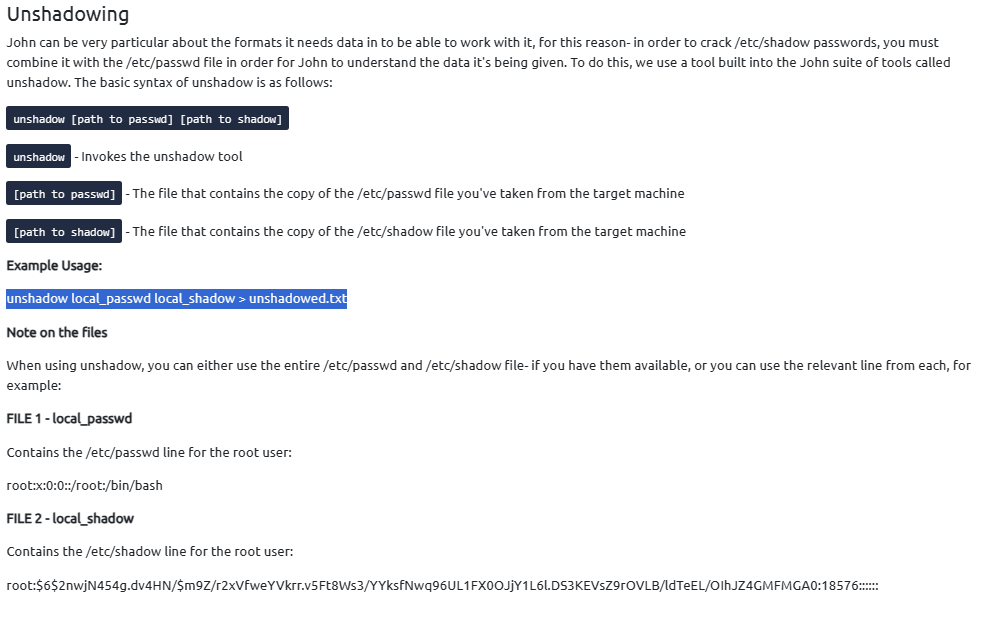 Unshadowing
John can be very particular about the formats it needs data in to be able to work with it, for this reason- in order to crack /etc/shadow passwords, you must
combine it with the /etc/passwd file in order for John to understand the data it's being given. To do this, we use a tool built into the John suite of tools called
unshadow. The basic syntax of unshadow is as follows:
unshadow [path to passwd] [path to shadow]
unshadow - Invokes the unshadow tool
[path to passwd] - The file that contains the copy of the /etc/passwd file you've taken from the target machine
[path to shadow] - The file that contains the copy of the /etc/shadow file you've taken from the target machine
Example Usage:
unshadow local_passwd local_shadow > unshadowed.txt
Note on the files
When using unshadow, you can either use the entire /etc/passwd and /etc/shadow file- if you have them available, or you can use the relevant line from each, for
example:
FILE 1 - local_passwd
Contains the /etc/passwd line for the root user:
root:x:0:0::/root:/bin/bash
FILE 2 - local_shadow
Contains the /etc/shadow line for the root user:
root:$6$2nwjN454g.dv4HN/$m9Z/r2xVfweYVkrr.v5Ft8Ws3/YYksfNwq96UL1FX0OJjY1L6l.DS3KEVsZ9rOVLB/ldTeEL/OIhJZ4GMFMGA0:18576::::::